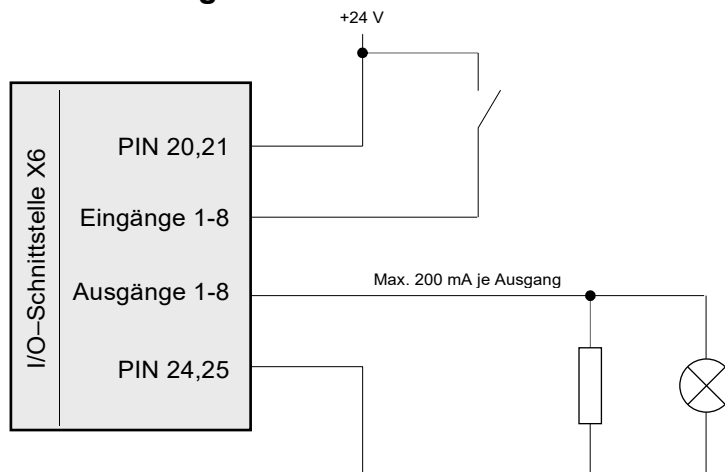 +24 V
I/O–Schnittstelle X6
PIN 20,21
Eingänge 1-8
Ausgänge 1-8
Max. 200 mA je Ausgang
PIN 24,25